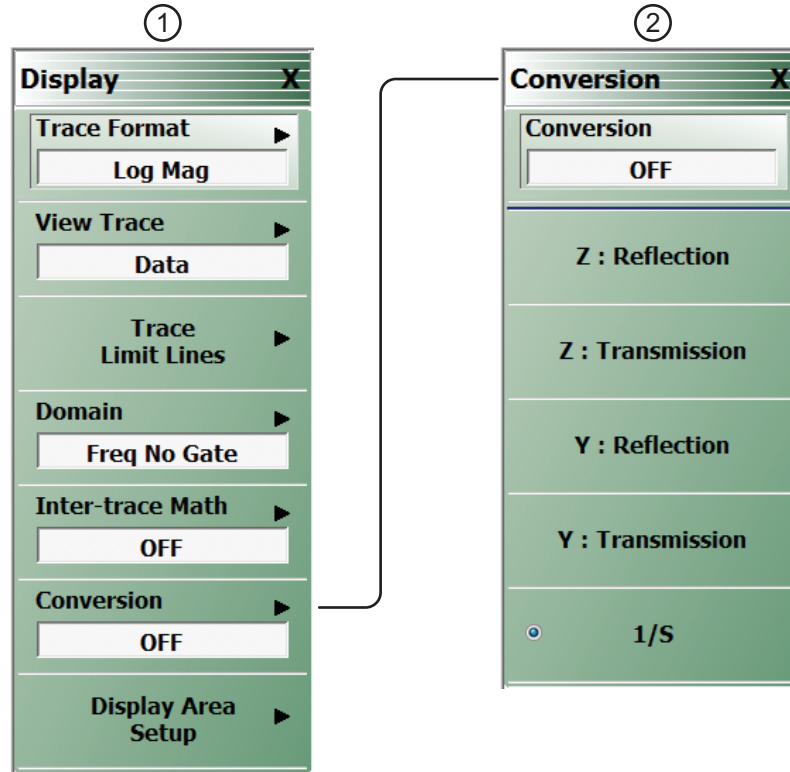 1
Display X
Trace Format
Log Mag
View Trace
Data
Trace
Limit Lines
Domain
Freq No Gate
Inter-trace Math
OFF
Conversion
OFF
Display Area
Setup
2
Conversion X
Conversion
OFF
Z : Reflection
Z : Transmission
Y : Reflection
Y : Transmission
1/S